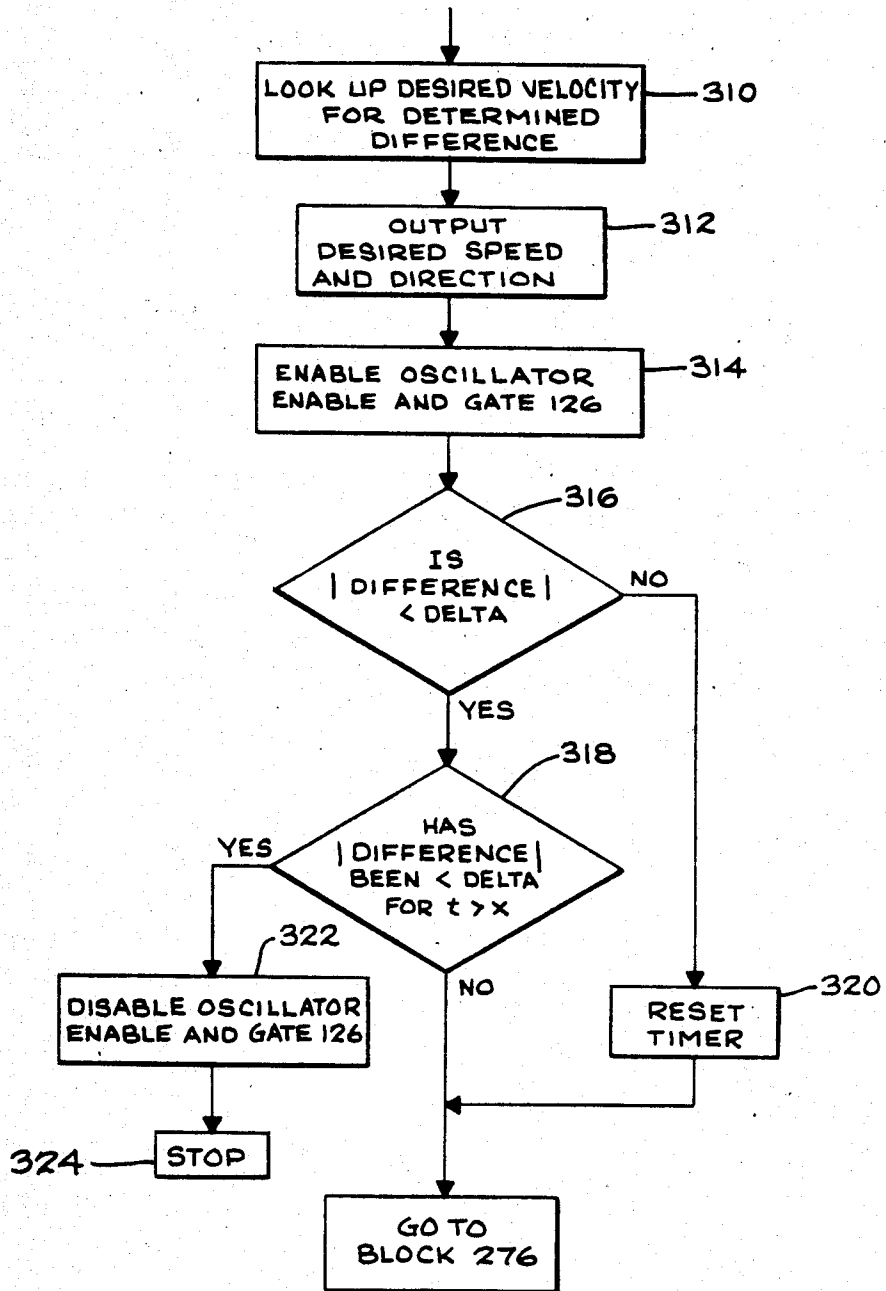 LOOK UP DESIRED VELOCITY
FOR DETERMINED
DIFFERENCE
310
OUTPUT
DESIRED SPEED
AND DIRECTION
312
ENABLE OSCILLATOR
ENABLE AND GATE 126
314
316
IS
| DIFFERENCE |
< DELTA
NO
YES
318
HAS
| DIFFERENCE |
BEEN < DELTA
FOR t > x
YES
NO
322
DISABLE OSCILLATOR
ENABLE AND GATE 126
RESET
TIMER
320
324
STOP
GO TO
BLOCK 276